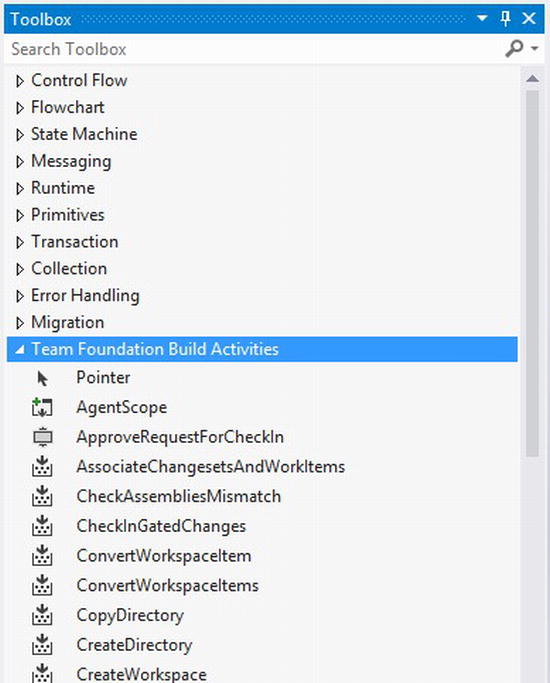 Toolbox
Search Toolbox
Control Flow
Flowchart
State Machine
Messaging
Runtime
Primitives
Transaction
Collection
Error Handling
Migration
Team Foundation Build Activities
Pointer
AgentScope
ApproveRequestForCheckIn
AssociateChangesetsAndWorkItems
CheckAssembliesMismatch
CheckInGatedChanges
ConvertWorkspaceItem
ConvertWorkspaceItems
CopyDirectory
CreateDirectory
CreateWorkspace